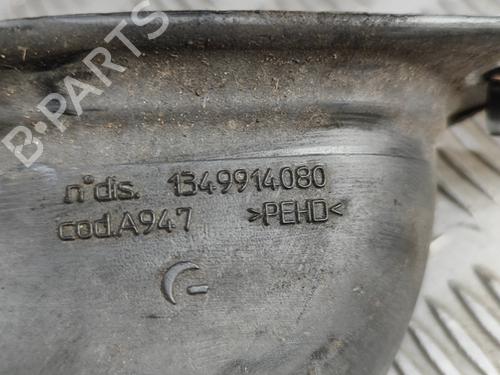 B-PARTS
n°dis. 1349914080
cod.A947 >PEHD<